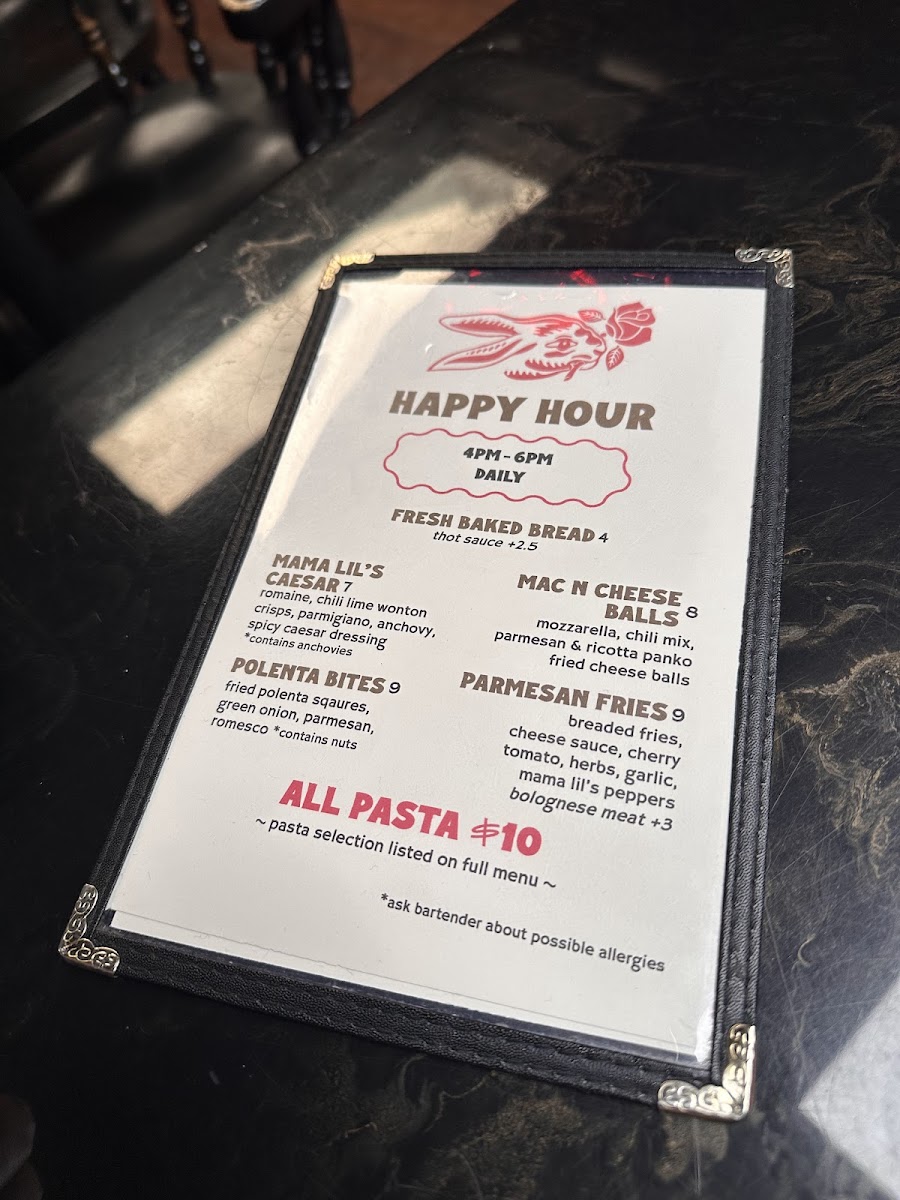 HAPPY HOUR
4PM-6PM
DAILY
FRESH BAKED BREAD 4
thot sauce +2.5
MAMA LIL'S
CAESAR 7
romaine, chili lime wonton
crisps, parmigiano, anchovy,
spicy caesar dressing
*contains anchovies
POLENTA BITES 9
fried polenta sqaures,
green onion, parmesan,
romesco *contains nuts
MAC N CHEESE
BALLS 8
mozzarella, chili mix,
parmesan & ricotta panko
fried cheese balls
PARMESAN FRIES 9
breaded fries,
cheese sauce, cherry
tomato, herbs, garlic,
mama lil's peppers
bolognese meat +3
ALL PASTA $10
~ pasta selection listed on full menu ~
*ask bartender about possible allergies